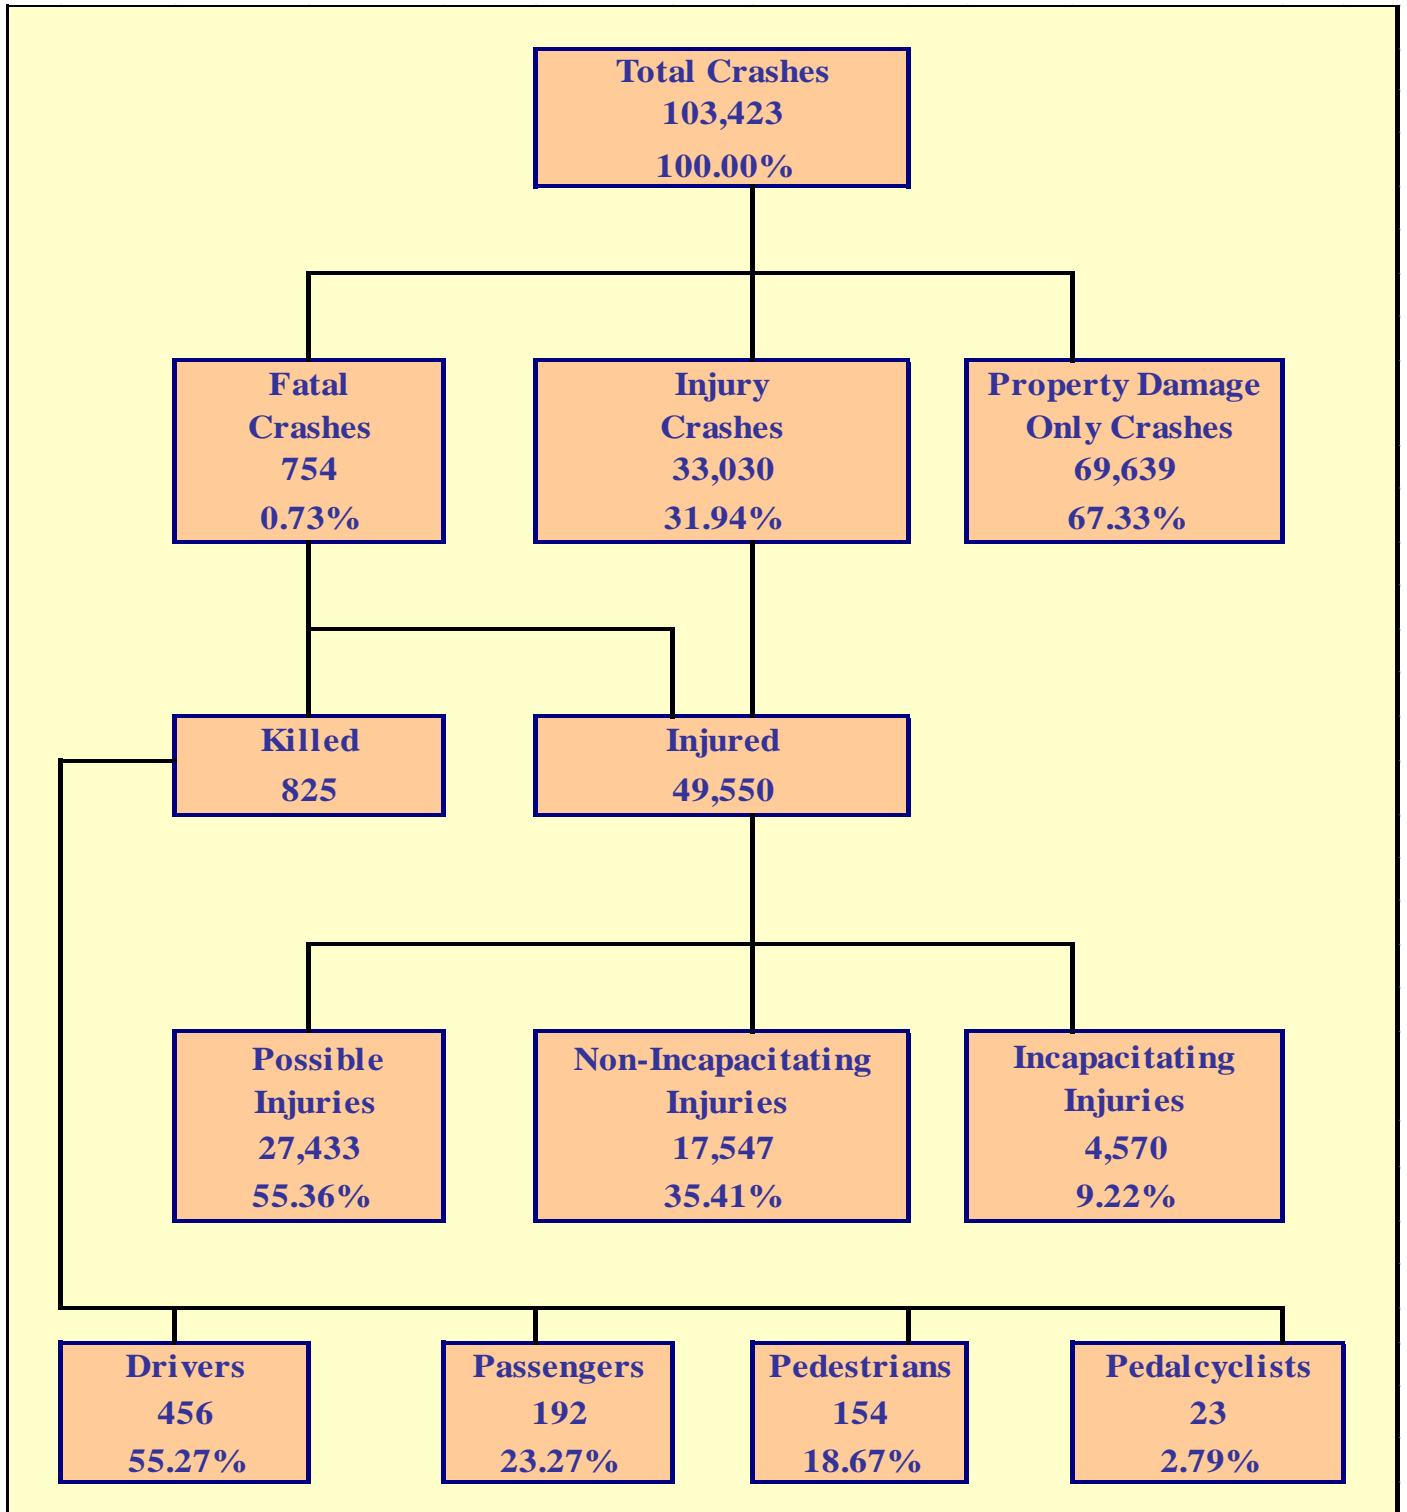 Total Crashes
103,423
100.00%
Fatal
Crashes
754
0.73%
Injury
Crashes
33,030
31.94%
Property Damage
Only Crashes
69,639
67.33%
Killed
825
Injured
49,550
Possible
Injuries
27,433
55.36%
Non-Incapacitating
Injuries
17,547
35.41%
Incapacitating
Injuries
4,570
9.22%
Drivers
456
55.27%
Passengers
192
23.27%
Pedestrians
154
18.67%
Pedalcyclists
23
2.79%